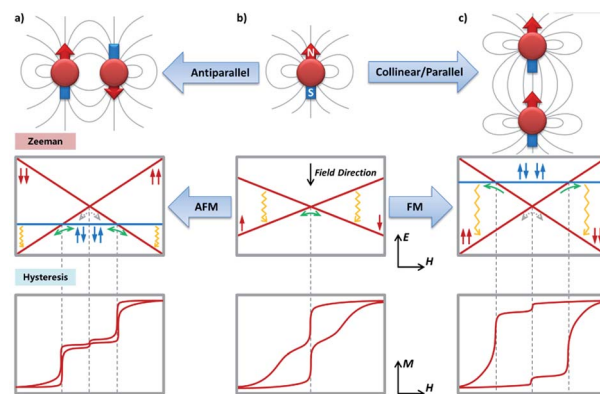 a)
b)
c)
N
S
Antiparallel
Collinear/Parallel
Zeeman
Field Direction
AFM
FM
E
H
Hysteresis
M
H